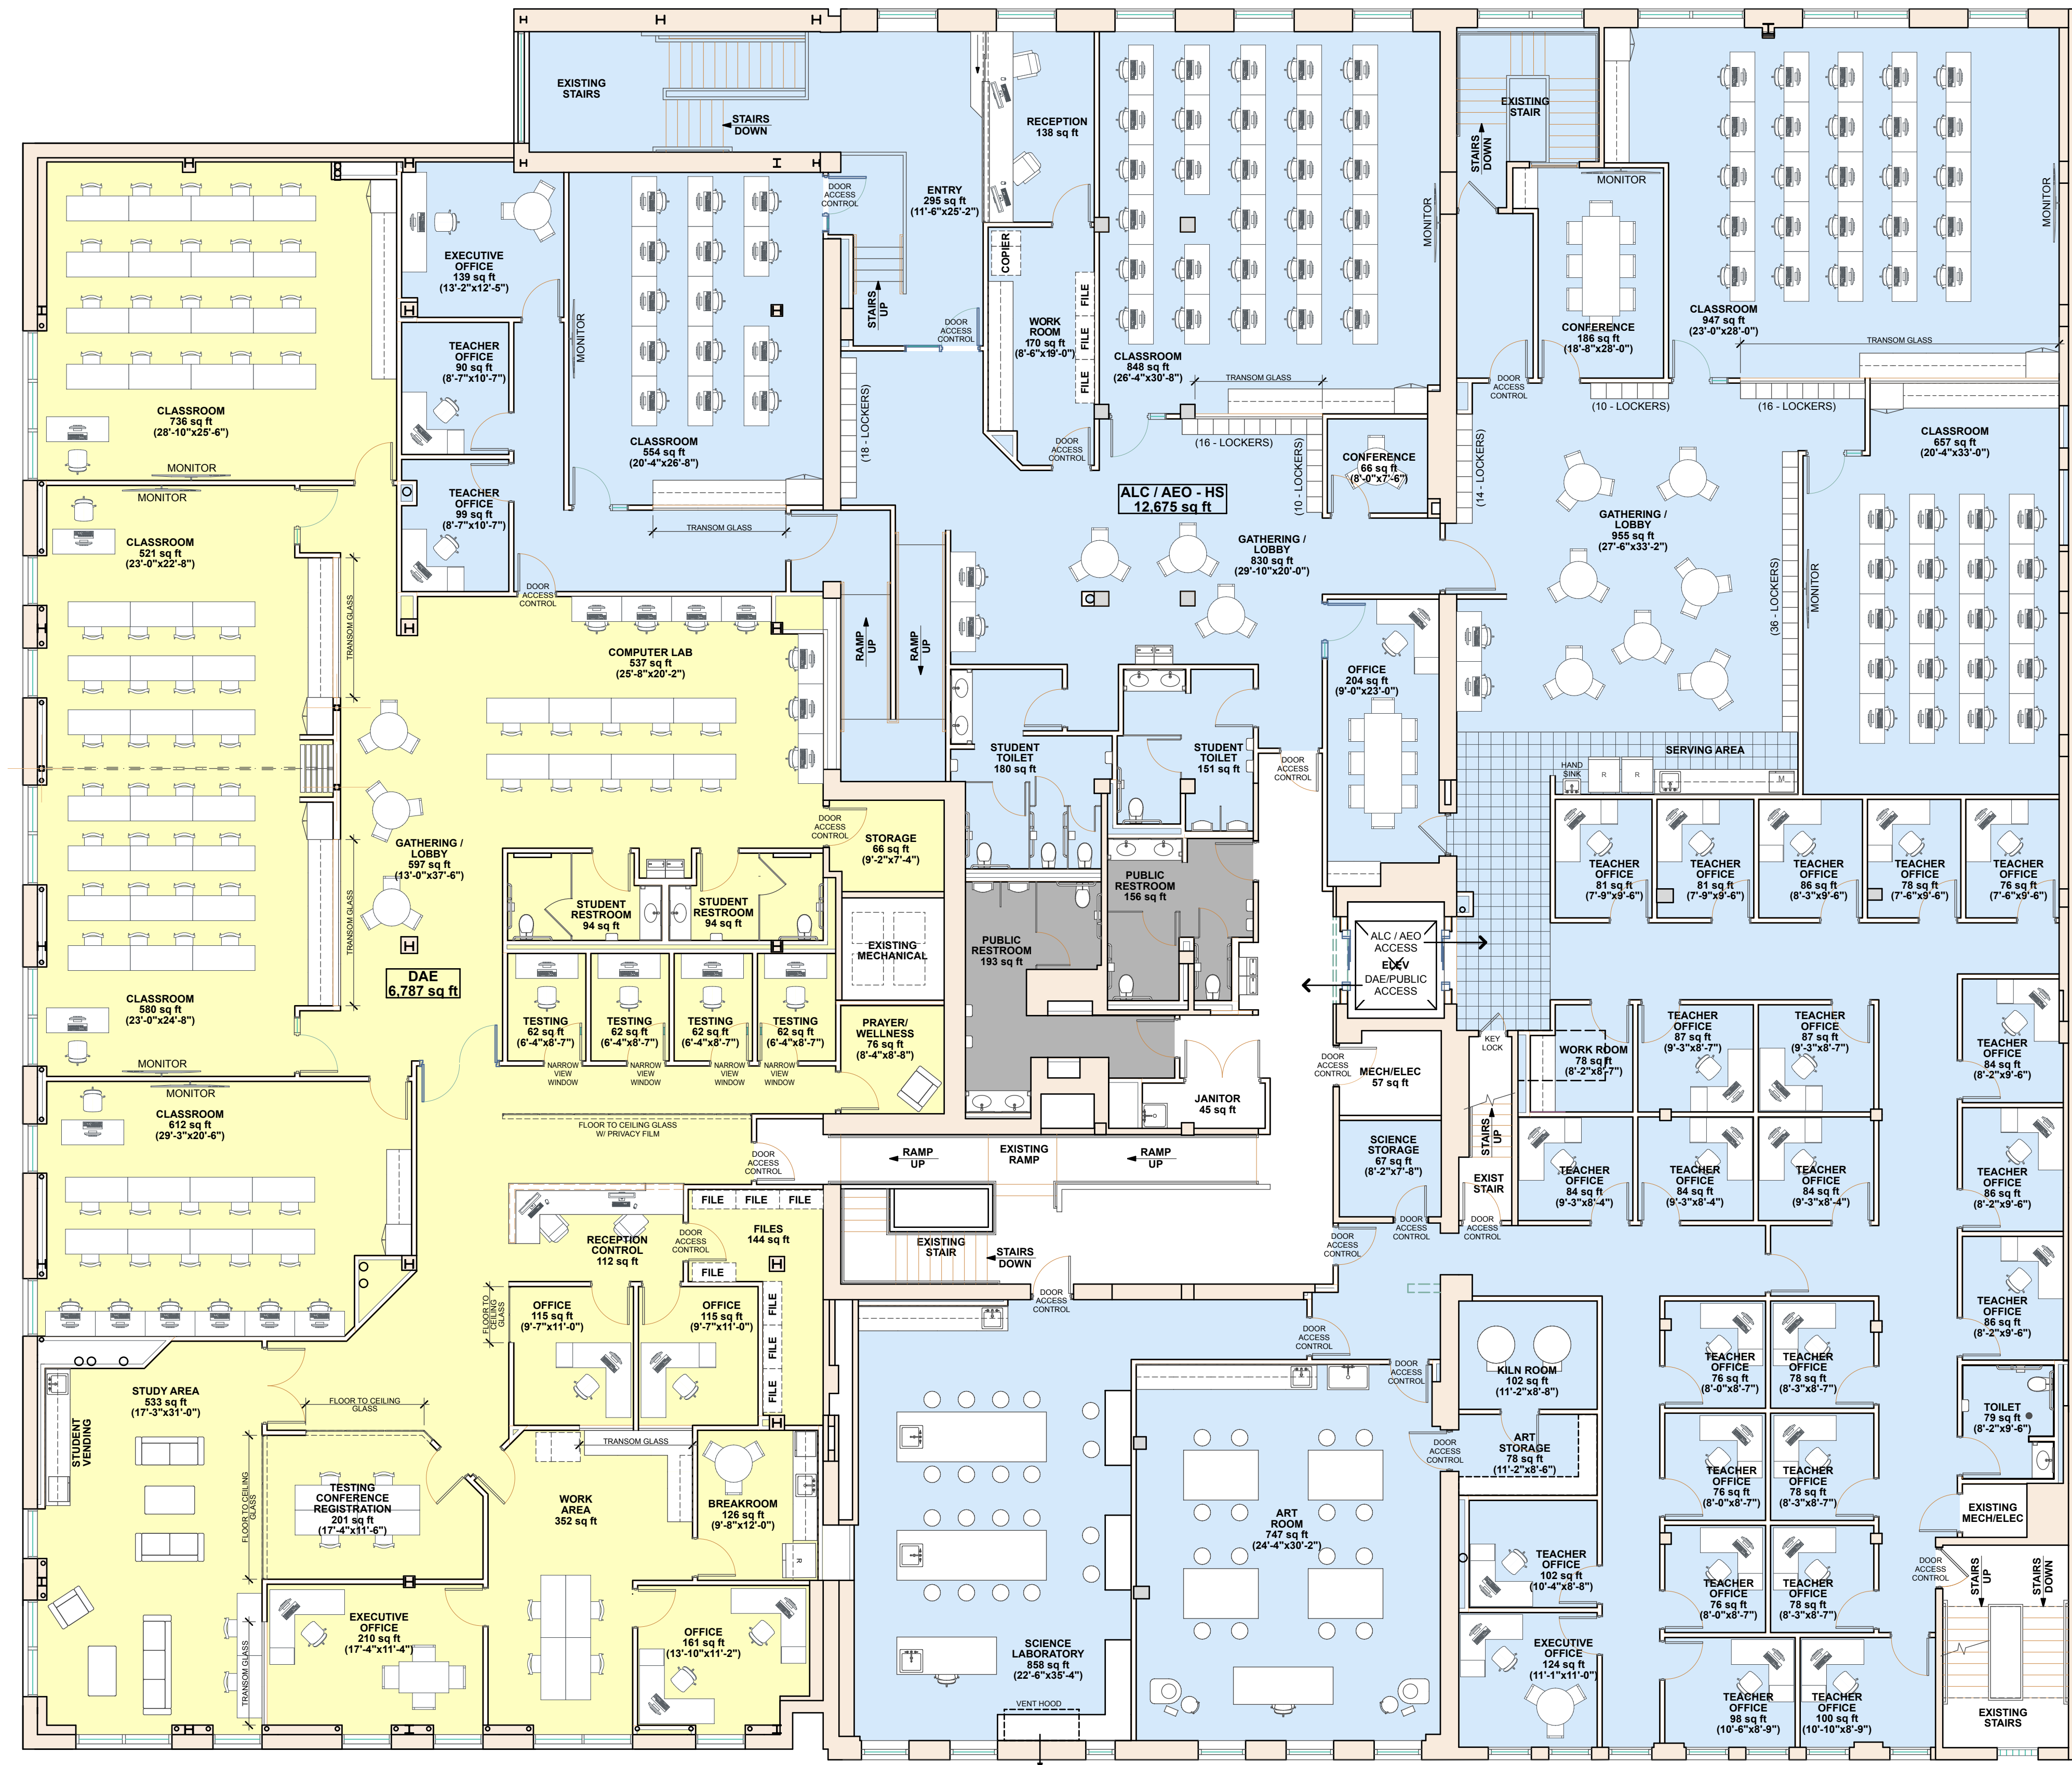 EXISTING
STAIRS
STAIRS
DOWN
RECEPTION
138 sq ft
DOOR
ACCESS
CONTROL
ENTRY
295 sq ft
(11'-6"x25'-2")
STAIRS
UP
DOOR
ACCESS
CONTROL
COPIER
WORK
ROOM
170 sq ft
(8'-6"x19'-0")
FILE
FILE
FILE
DOOR
ACCESS
CONTROL
CLASSROOM
848 sq ft
(26'-4"x30'-8")
TRANSOM GLASS
MONITOR
EXISTING
STAIR
STAIRS
DOWN
MONITOR
CONFERENCE
186 sq ft
(18'-8"x28'-0")
DOOR
ACCESS
CONTROL
CLASSROOM
947 sq ft
(23'-0"x28'-0")
MONITOR
TRANSOM GLASS
EXECUTIVE
OFFICE
139 sq ft
(13'-2"x12'-5")
TEACHER
OFFICE
90 sq ft
(8'-7"x10'-7")
TEACHER
OFFICE
99 sq ft
(8'-7"x10'-7")
MONITOR
CLASSROOM
554 sq ft
(20'-4"x26'-8")
TRANSOM GLASS
DOOR
ACCESS
CONTROL
CLASSROOM
736 sq ft
(28'-10"x25'-6")
MONITOR
MONITOR
CLASSROOM
521 sq ft
(23'-0"x22'-8")
TRANSOM GLASS
(18 - LOCKERS)
(16 - LOCKERS)
(10 - LOCKERS)
CONFERENCE
66 sq ft
(8'-0"x7'-6")
ALC / AEO - HS
12,675 sq ft
GATHERING /
LOBBY
830 sq ft
(29'-10"x20'-0")
(14 - LOCKERS)
(10 - LOCKERS)
(16 - LOCKERS)
GATHERING /
LOBBY
955 sq ft
(27'-6"x33'-2")
(36 - LOCKERS)
CLASSROOM
657 sq ft
(20'-4"x33'-0")
MONITOR
COMPUTER LAB
537 sq ft
(25'-8"x20'-2")
RAMP
UP
RAMP
UP
OFFICE
204 sq ft
(9'-0"x23'-0")
STUDENT
TOILET
180 sq ft
STUDENT
TOILET
151 sq ft
DOOR
ACCESS
CONTROL
SERVING AREA
HAND
SINK
R
R
M
GATHERING /
LOBBY
597 sq ft
(13'-0"x37'-6")
TRANSOM GLASS
DOOR
ACCESS
CONTROL
STORAGE
66 sq ft
(9'-2"x7'-4")
STUDENT
RESTROOM
94 sq ft
STUDENT
RESTROOM
94 sq ft
EXISTING
MECHANICAL
PUBLIC
RESTROOM
156 sq ft
PUBLIC
RESTROOM
193 sq ft
TEACHER
OFFICE
81 sq ft
(7'-9"x9'-6")
TEACHER
OFFICE
81 sq ft
(7'-9"x9'-6")
TEACHER
OFFICE
86 sq ft
(8'-3"x9'-6")
TEACHER
OFFICE
78 sq ft
(7'-6"x9'-6")
TEACHER
OFFICE
76 sq ft
(7'-6"x9'-6")
ALC / AEO
ACCESS
ELEV
DAE/PUBLIC
ACCESS
DAE
6,787 sq ft
CLASSROOM
580 sq ft
(23'-0"x24'-8")
MONITOR
TESTING
62 sq ft
(6'-4"x8'-7")
TESTING
62 sq ft
(6'-4"x8'-7")
TESTING
62 sq ft
(6'-4"x8'-7")
TESTING
62 sq ft
(6'-4"x8'-7")
NARROW
VIEW
WINDOW
NARROW
VIEW
WINDOW
NARROW
VIEW
WINDOW
NARROW
VIEW
WINDOW
PRAYER/
WELLNESS
76 sq ft
(8'-4"x8'-8")
DOOR
ACCESS
CONTROL
MECH/ELEC
57 sq ft
JANITOR
45 sq ft
KEY
LOCK
WORK ROOM
78 sq ft
(8'-2"x8'-7")
TEACHER
OFFICE
87 sq ft
(9'-3"x8'-7")
TEACHER
OFFICE
87 sq ft
(9'-3"x8'-7")
TEACHER
OFFICE
84 sq ft
(8'-2"x9'-6")
MONITOR
CLASSROOM
612 sq ft
(29'-3"x20'-6")
FLOOR TO CEILING GLASS
W/ PRIVACY FILM
DOOR
ACCESS
CONTROL
RAMP
UP
EXISTING
RAMP
RAMP
UP
SCIENCE
STORAGE
67 sq ft
(8'-2"x7'-8")
STAIRS
UP
EXIST
STAIR
TEACHER
OFFICE
84 sq ft
(9'-3"x8'-4")
TEACHER
OFFICE
84 sq ft
(9'-3"x8'-4")
TEACHER
OFFICE
84 sq ft
(9'-3"x8'-4")
TEACHER
OFFICE
86 sq ft
(8'-2"x9'-6")
FILE
FILE
FILE
RECEPTION
CONTROL
112 sq ft
DOOR
ACCESS
CONTROL
FILES
144 sq ft
FILE
EXISTING
STAIR
STAIRS
DOWN
DOOR
ACCESS
CONTROL
DOOR
ACCESS
CONTROL
DOOR
ACCESS
CONTROL
DOOR
ACCESS
CONTROL
FLOOR TO
CEILING
GLASS
OFFICE
115 sq ft
(9'-7"x11'-0")
OFFICE
115 sq ft
(9'-7"x11'-0")
FILE
FILE
FILE
DOOR
ACCESS
CONTROL
DOOR
ACCESS
CONTROL
KILN ROOM
102 sq ft
(11'-2"x8'-8")
TEACHER
OFFICE
76 sq ft
(8'-0"x8'-7")
TEACHER
OFFICE
78 sq ft
(8'-3"x8'-7")
TEACHER
OFFICE
86 sq ft
(8'-2"x9'-6")
STUDY AREA
533 sq ft
(17'-3"x31'-0")
FLOOR TO CEILING
GLASS
STUDENT
VENDING
FLOOR TO CEILING
GLASS
TESTING
CONFERENCE
REGISTRATION
201 sq ft
(17'-4"x11'-6")
TRANSOM GLASS
WORK
AREA
352 sq ft
BREAKROOM
126 sq ft
(9'-8"x12'-0")
R
DOOR
ACCESS
CONTROL
ART
STORAGE
78 sq ft
(11'-2"x8'-6")
TEACHER
OFFICE
76 sq ft
(8'-0"x8'-7")
TEACHER
OFFICE
78 sq ft
(8'-3"x8'-7")
TOILET
79 sq ft
(8'-2"x9'-6")
EXISTING
MECH/ELEC
ART
ROOM
747 sq ft
(24'-4"x30'-2")
TEACHER
OFFICE
102 sq ft
(10'-4"x8'-8")
TEACHER
OFFICE
76 sq ft
(8'-0"x8'-7")
TEACHER
OFFICE
78 sq ft
(8'-3"x8'-7")
DOOR
ACCESS
CONTROL
STAIRS
UP
STAIRS
DOWN
EXECUTIVE
OFFICE
210 sq ft
(17'-4"x11'-4")
TRANSOM GLASS
OFFICE
161 sq ft
(13'-10"x11'-2")
SCIENCE
LABORATORY
858 sq ft
(22'-6"x35'-4")
VENT HOOD
EXECUTIVE
OFFICE
124 sq ft
(11'-1"x11'-0")
TEACHER
OFFICE
98 sq ft
(10'-6"x8'-9")
TEACHER
OFFICE
100 sq ft
(10'-10"x8'-9")
EXISTING
STAIRS